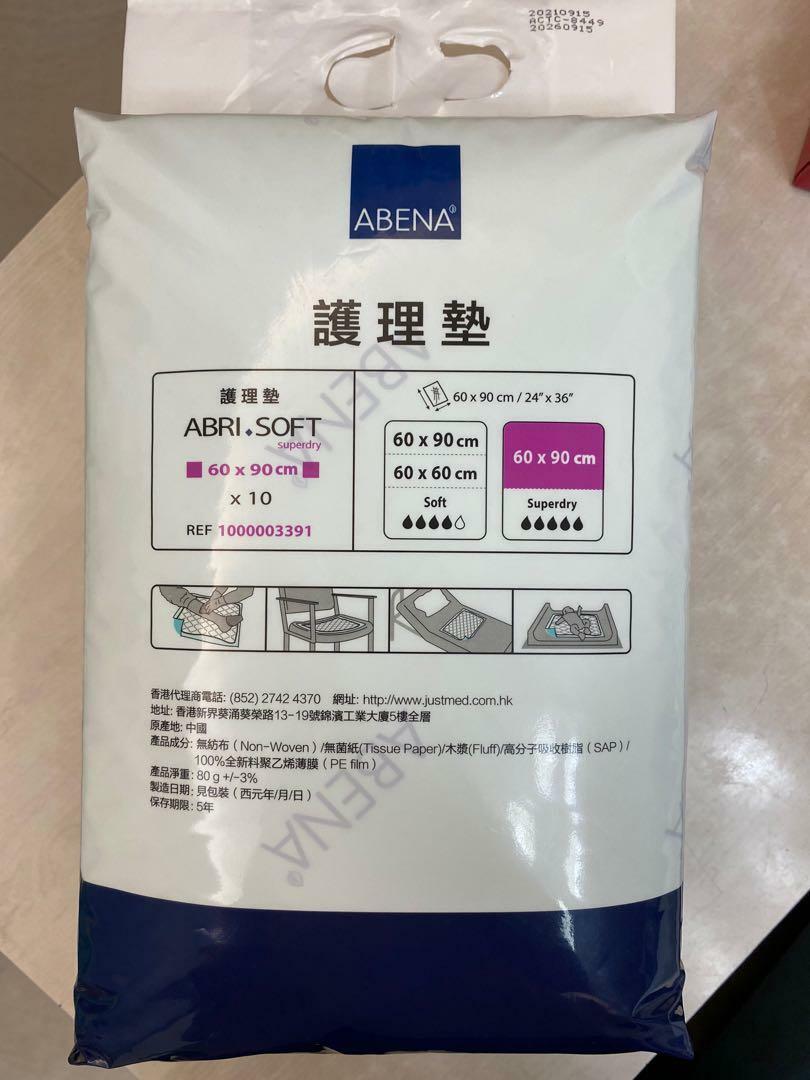 20210915
ACTC-8449
20260915
ABENA
護理墊
護理墊
ABRI SOFT
superdry
60 x 90 cm
x 10
REF 1000003391
60 x 90 cm / 24" x 36"
60 x 90 cm
60 x 60 cm
Soft
60 x 90 cm
Superdry
香港代理商電話: (852) 2742 4370 網址: http://www.justmed.com.hk
地址: 香港新界葵涌葵榮路13-19號錦濱工業大廈5樓全層
原產地: 中國
產品成分: 無紡布（Non-Woven）/無菌紙(Tissue Paper)/木漿(Fluff)/高分子吸收樹脂（SAP）/
100%全新料聚乙烯薄膜（PE film）
產品淨重: 80 g +/-3%
製造日期: 見包裝（西元年/月/日）
保存期限: 5年
ABENA
ABENA